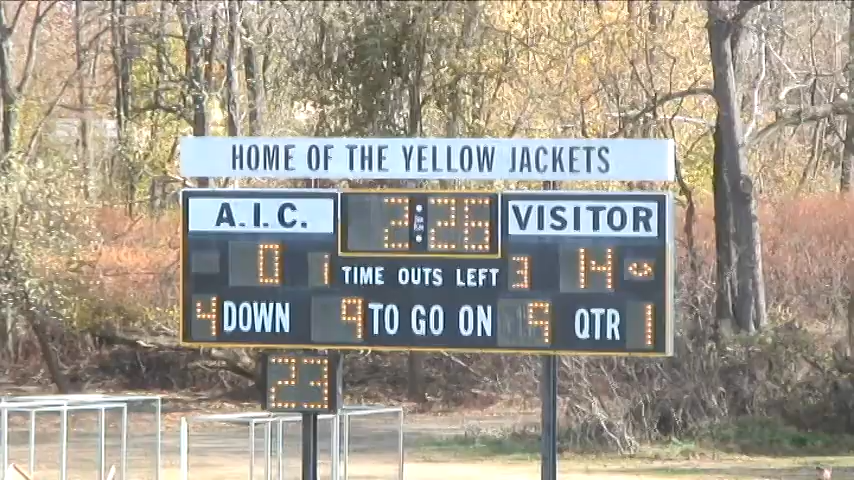 HOME OF THE YELLOW JACKETS
A.I.C. 2:26 VISITOR
0 1 TIME OUTS LEFT 3 14
4 DOWN 9 TO GO ON 9 QTR 1
23